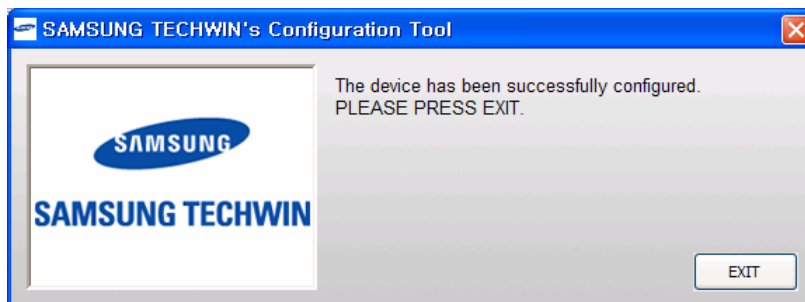 SAMSUNG TECHWIN's Configuration Tool
The device has been successfully configured.
PLEASE PRESS EXIT.
SAMSUNG
SAMSUNG TECHWIN
EXIT